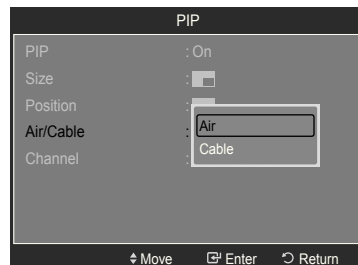 PIP
PIP : On
Size :
Position :
Air/Cable : Air
Cable
Channel :
Move Enter Return